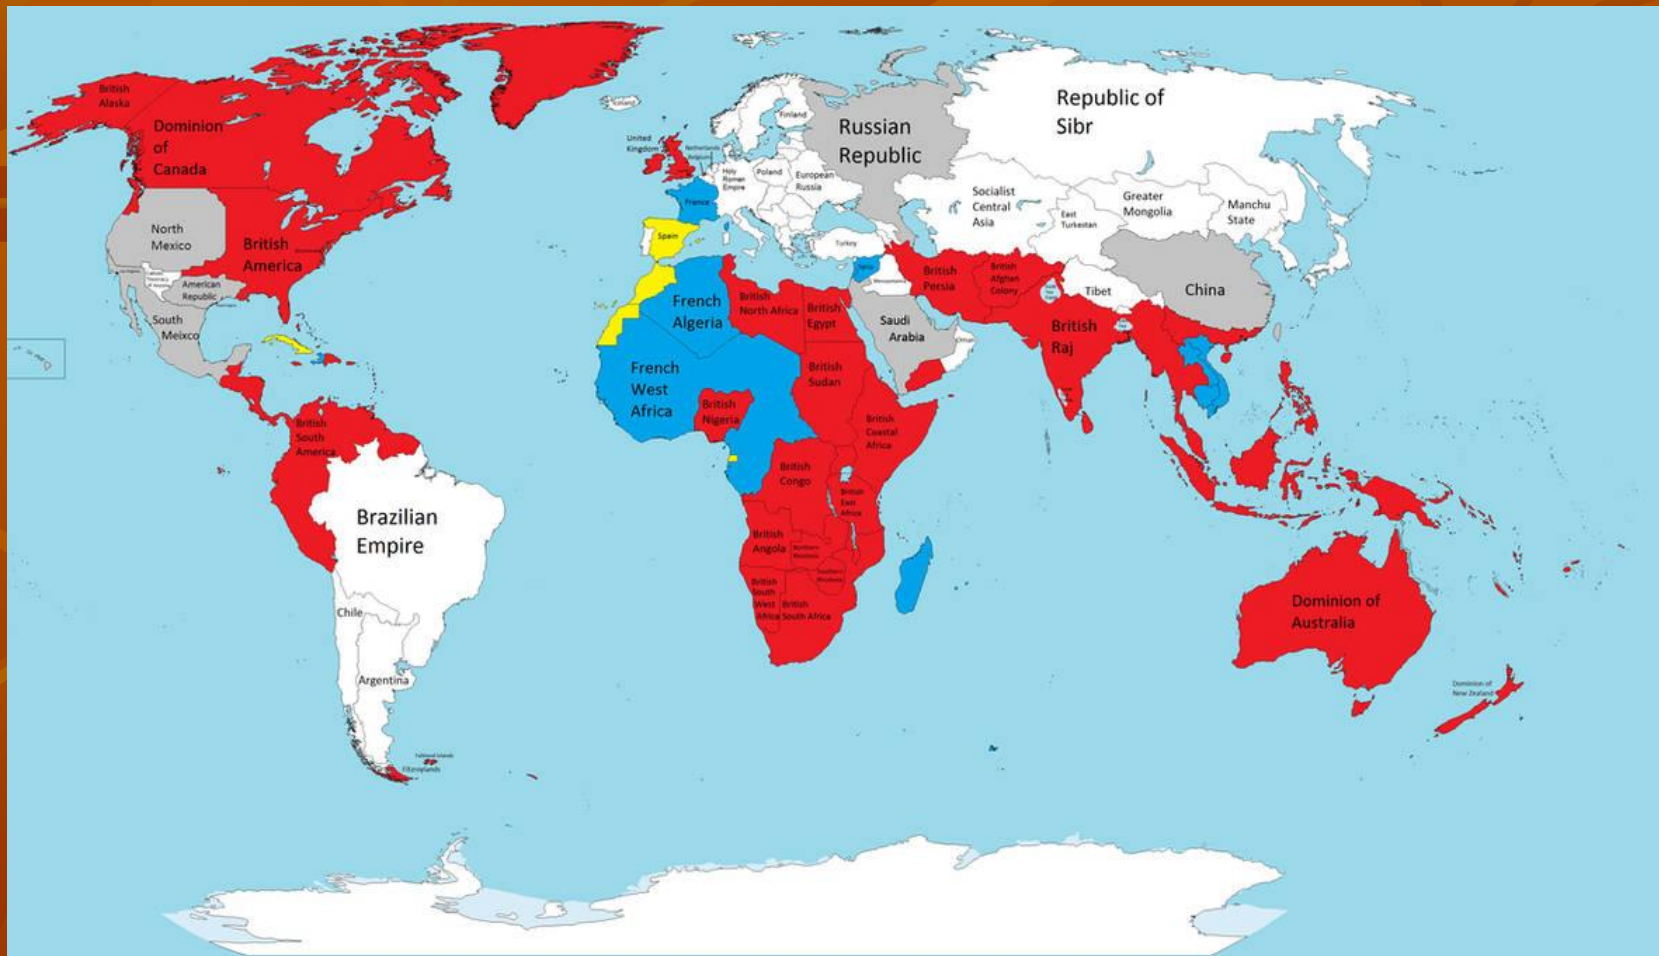 British
Alaska
Dominion
of
Canada
North
Mexico
British
America
American
Republic
South
Meixco
British
South
America
Brazilian
Empire
Chile
Argentina
Falkland Islands
Fitzroylands
Iceland
United
Kingdom
Netherlands
Belgium
France
Spain
Holy
Roman
Empire
Poland
Finland
European
Russia
Turkey
Russian
Republic
Republic of
Sibr
Socialist
Central
Asia
East
Turkestan
Greater
Mongolia
Manchu
State
China
Tibet
Syria
Mesopotamia
British
Persia
British
Afghan
Colony
British
Raj
Saudi
Arabia
Oman
French
Algeria
British
North Africa
British
Egypt
French
West
Africa
British
Nigeria
British
Sudan
British
Coastal
Africa
British
Congo
British
East
Africa
British
Angola
Northern
Rhodesia
Southern
Rhodesia
British
South
West
Africa
British
South Africa
Dominion of
Australia
Dominion of
New Zealand